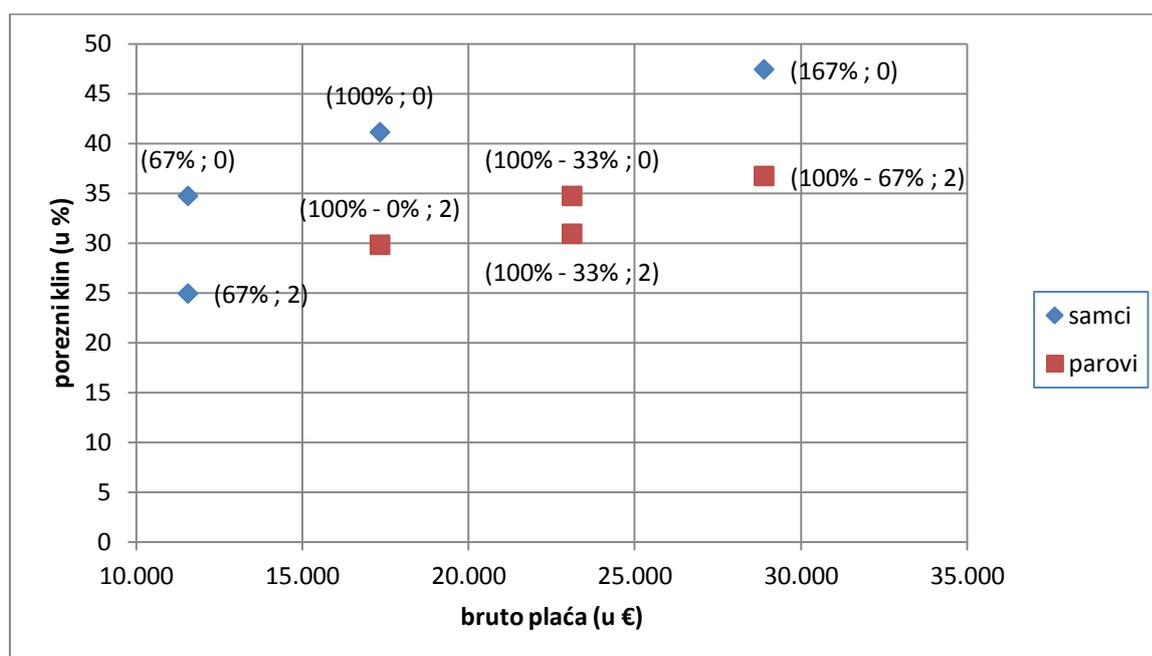 50
45
40
35
30
25
20
15
10
5
0
porezni klin (u %)
(167% ; 0)
(100% ; 0)
(67% ; 0)
(100% - 33% ; 0)
(100% - 67% ; 2)
(100% - 0% ; 2)
(100% - 33% ; 2)
(67% ; 2)
10.000 15.000 20.000 25.000 30.000 35.000
bruto plaća (u €)
samci
parovi